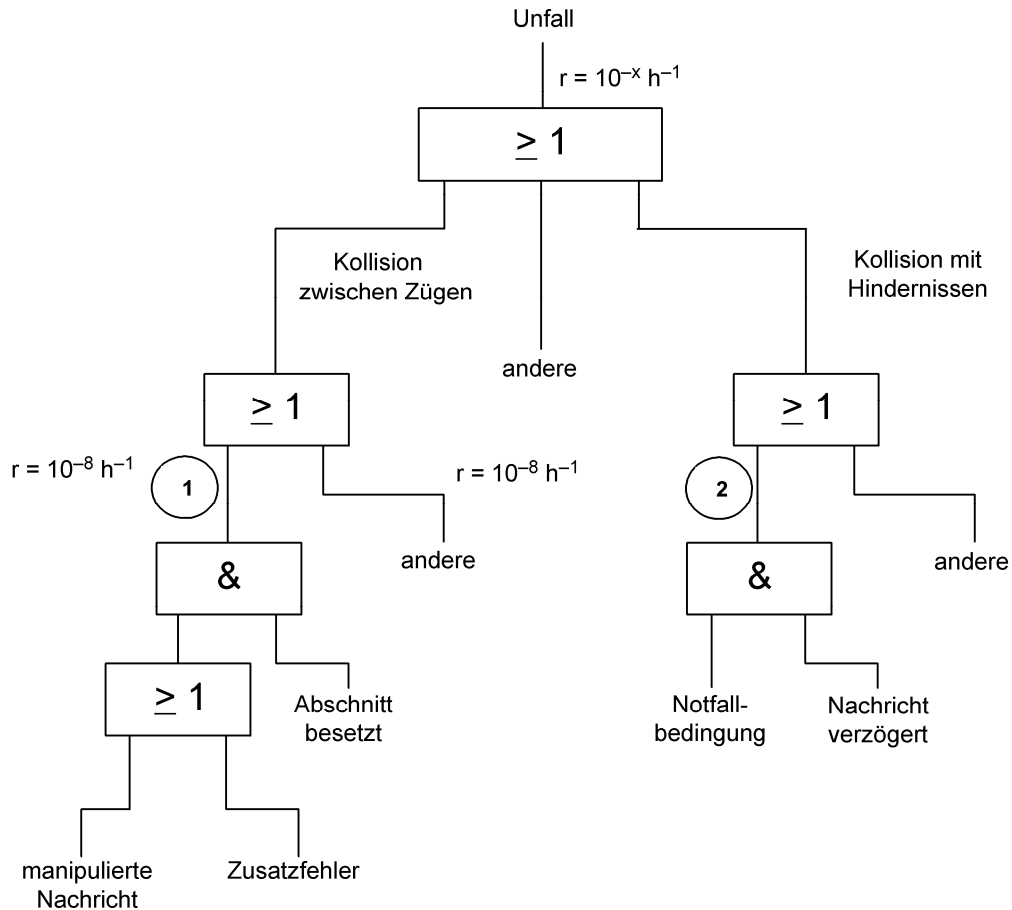 Unfall
r = 10⁻ˣ h⁻¹
≥ 1
Kollision
zwischen Zügen
Kollision mit
Hindernissen
andere
≥ 1
≥ 1
r = 10⁻⁸ h⁻¹
1
r = 10⁻⁸ h⁻¹
2
andere
andere
&
&
≥ 1
Abschnitt
besetzt
Notfall-
bedingung
Nachricht
verzögert
manipulierte
Nachricht
Zusatzfehler